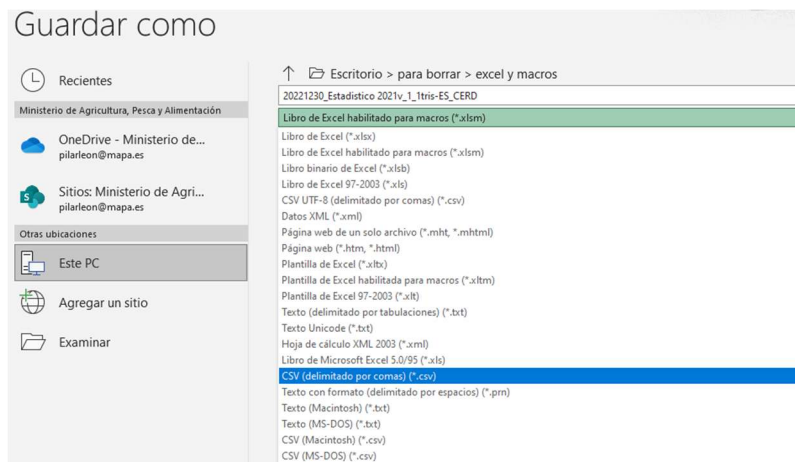 Guardar como
Recientes
Ministerio de Agricultura, Pesca y Alimentación
OneDrive - Ministerio de...
pilarleon@mapa.es
Sitios: Ministerio de Agri...
pilarleon@mapa.es
Otras ubicaciones
Este PC
Agregar un sitio
Examinar
Escritorio > para borrar > excel y macros
20221230_Estadistico 2021v_1_1tris-ES_CERD
Libro de Excel habilitado para macros (*.xlsm)
Libro de Excel (*.xlsx)
Libro de Excel habilitado para macros (*.xlsm)
Libro binario de Excel (*.xlsb)
Libro de Excel 97-2003 (*.xls)
CSV UTF-8 (delimitado por comas) (*.csv)
Datos XML (*.xml)
Página web de un solo archivo (*.mht, *.mhtml)
Página web (*.htm, *.html)
Plantilla de Excel (*.xltx)
Plantilla de Excel habilitada para macros (*.xltm)
Plantilla de Excel 97-2003 (*.xlt)
Texto (delimitado por tabulaciones) (*.txt)
Texto Unicode (*.txt)
Hoja de cálculo XML 2003 (*.xml)
Libro de Microsoft Excel 5.0/95 (*.xls)
CSV (delimitado por comas) (*.csv)
Texto con formato (delimitado por espacios) (*.prn)
Texto (Macintosh) (*.txt)
Texto (MS-DOS) (*.txt)
CSV (Macintosh) (*.csv)
CSV (MS-DOS) (*.csv)